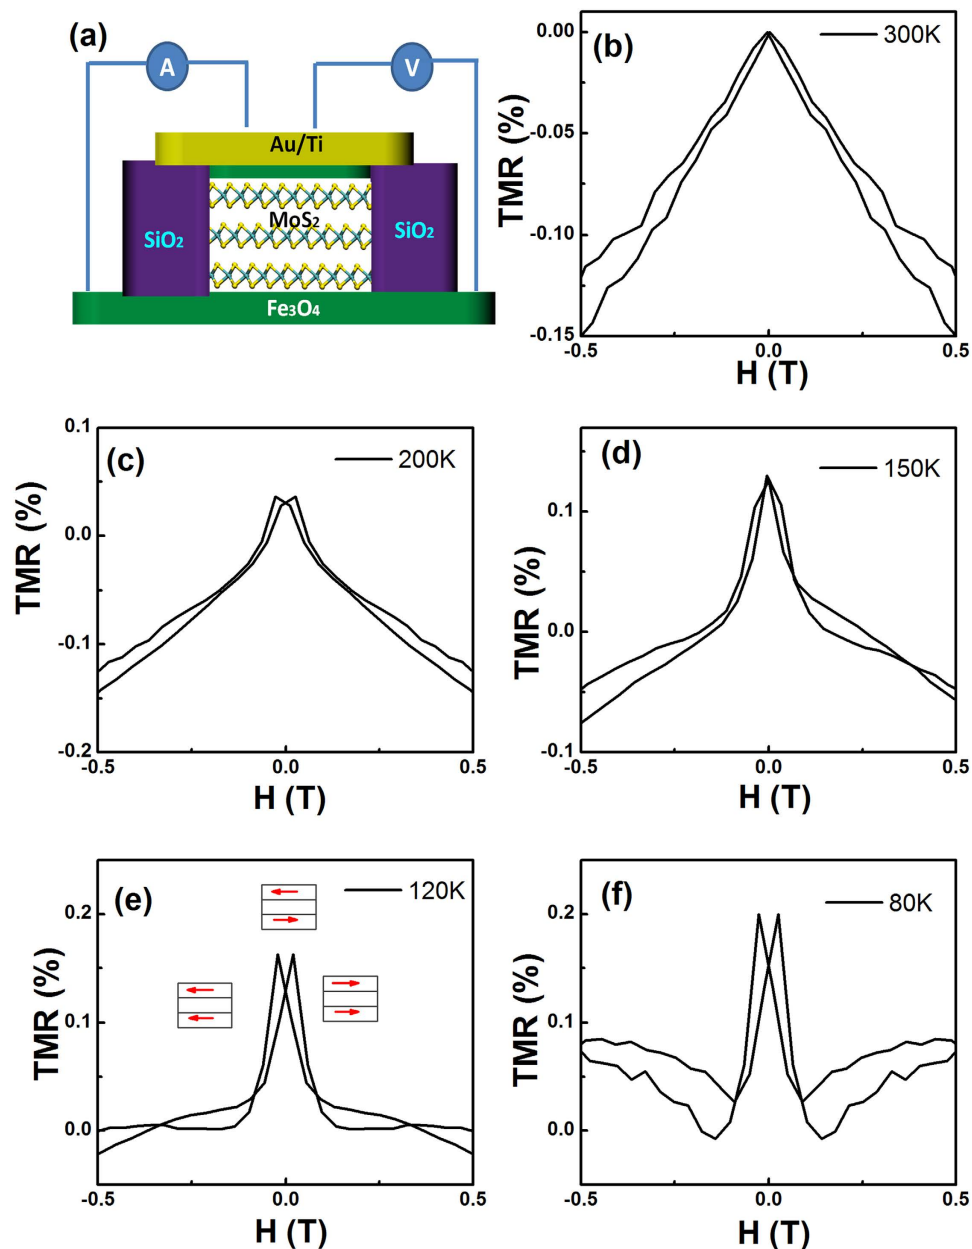 (a)
A
V
Au/Ti
MoS₂
SiO₂
SiO₂
Fe₃O₄
(b)
300K
TMR (%)
0.00
-0.05
-0.10
-0.15
-0.5
0.0
0.5
H (T)
(c)
200K
TMR (%)
0.1
0.0
-0.1
-0.2
-0.5
0.0
0.5
H (T)
(d)
150K
TMR (%)
0.1
0.0
-0.1
-0.5
0.0
0.5
H (T)
(e)
120K
TMR (%)
0.2
0.1
0.0
-0.5
0.0
0.5
H (T)
(f)
80K
TMR (%)
0.2
0.1
0.0
-0.5
0.0
0.5
H (T)